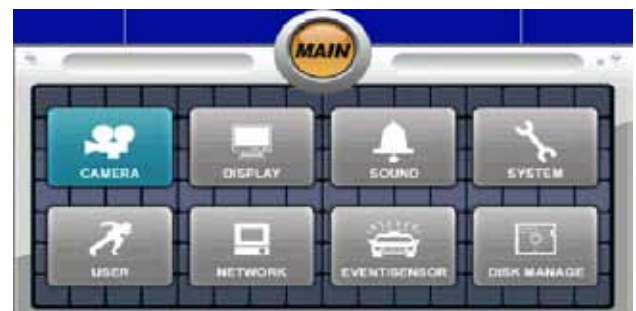 MAIN
CAMERA DISPLAY SOUND SYSTEM
USER NETWORK EVENT/SENSOR DISK MANAGE